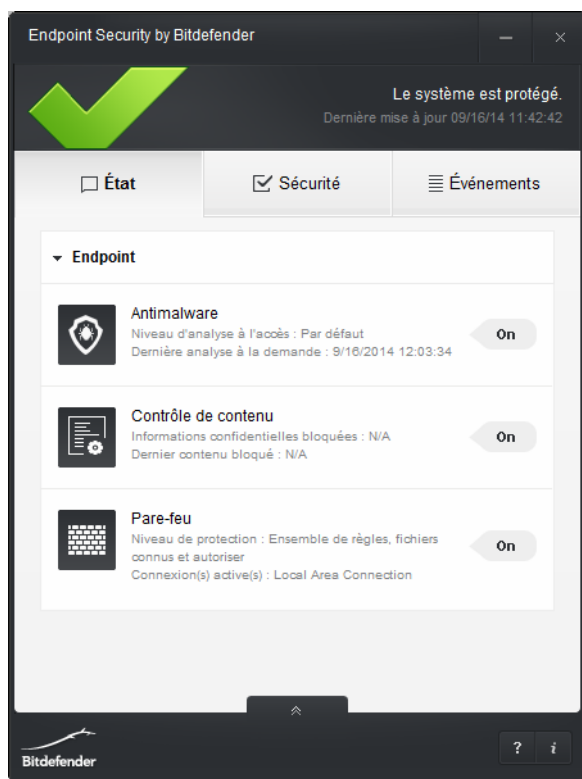 Endpoint Security by Bitdefender
Le système est protégé.
Dernière mise à jour 09/16/14 11:42:42
État
Sécurité
Événements
Endpoint
Antimalware
Niveau d'analyse à l'accès : Par défaut
Dernière analyse à la demande : 9/16/2014 12:03:34
On
Contrôle de contenu
Informations confidentielles bloquées : N/A
Dernier contenu bloqué : N/A
On
Pare-feu
Niveau de protection : Ensemble de règles, fichiers
connus et autoriser
Connexion(s) active(s) : Local Area Connection
On
Bitdefender
? i